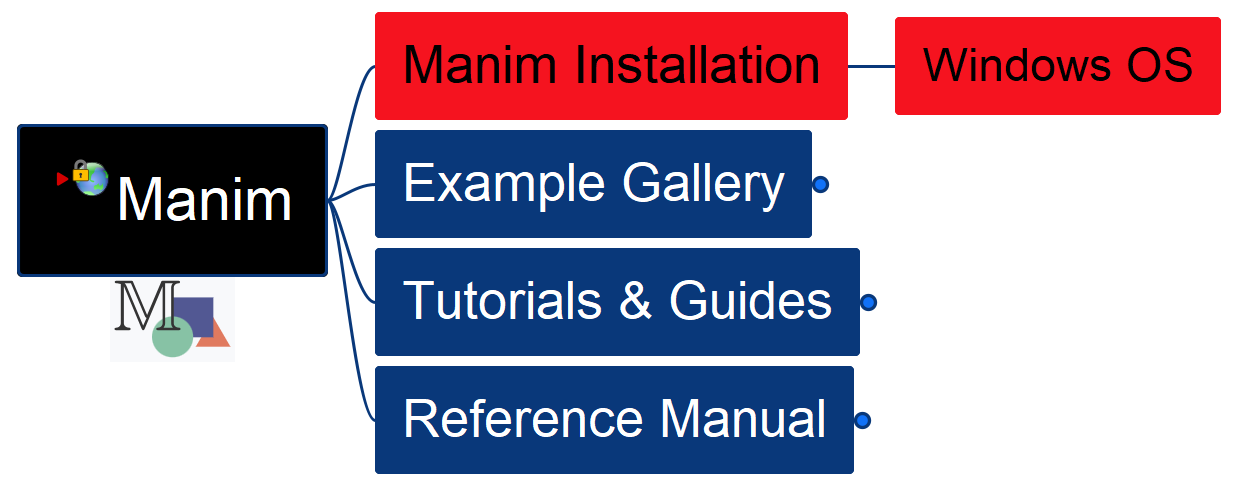 Manim Installation
Windows OS
Manim
Example Gallery
Tutorials & Guides
Reference Manual
M